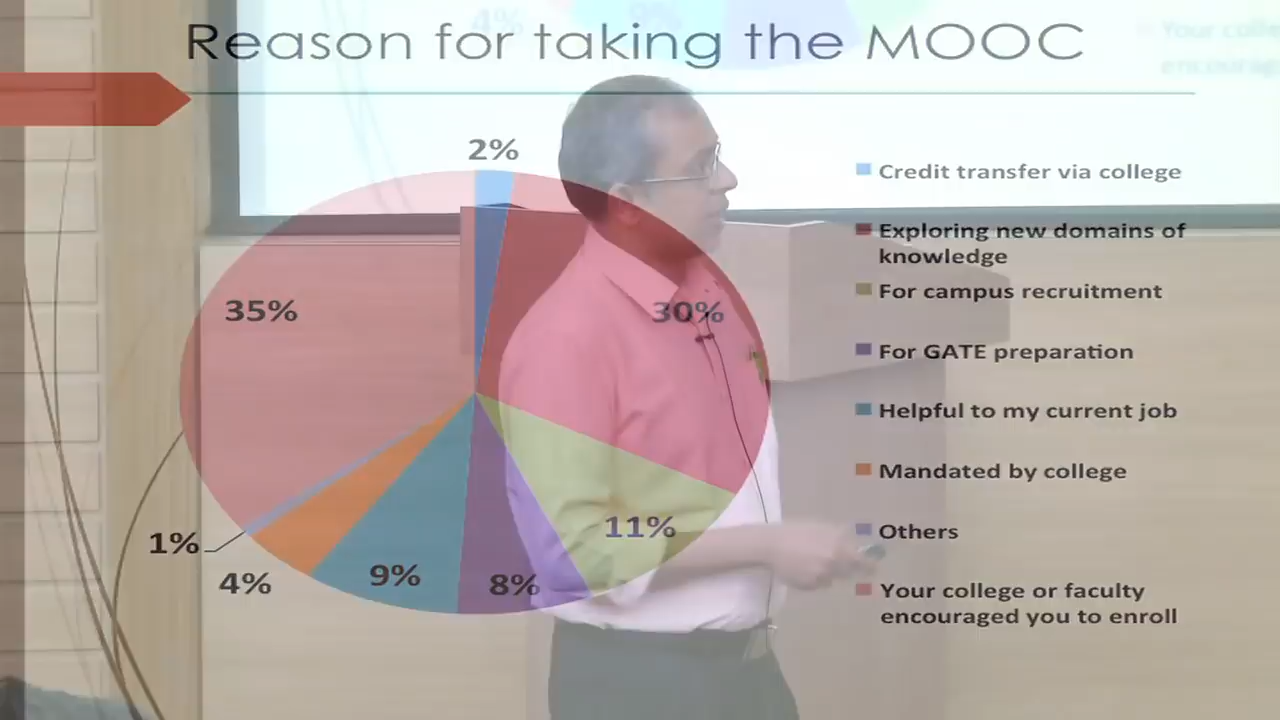 Reason for taking the MOOC
2%
35%
30%
1%
4%
9%
8%
11%
Credit transfer via college
Exploring new domains of
knowledge
For campus recruitment
For GATE preparation
Helpful to my current job
Mandated by college
Others
Your college or faculty
encouraged you to enroll